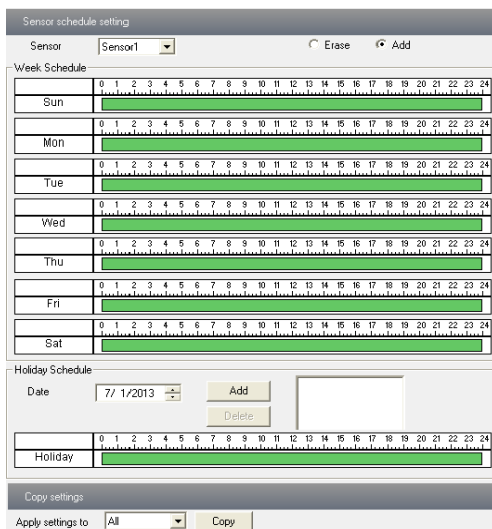 Sensor schedule setting
Sensor Sensor1 Erase Add
Week Schedule
0 1 2 3 4 5 6 7 8 9 10 11 12 13 14 15 16 17 18 19 20 21 22 23 24
Sun
0 1 2 3 4 5 6 7 8 9 10 11 12 13 14 15 16 17 18 19 20 21 22 23 24
Mon
0 1 2 3 4 5 6 7 8 9 10 11 12 13 14 15 16 17 18 19 20 21 22 23 24
Tue
0 1 2 3 4 5 6 7 8 9 10 11 12 13 14 15 16 17 18 19 20 21 22 23 24
Wed
0 1 2 3 4 5 6 7 8 9 10 11 12 13 14 15 16 17 18 19 20 21 22 23 24
Thu
0 1 2 3 4 5 6 7 8 9 10 11 12 13 14 15 16 17 18 19 20 21 22 23 24
Fri
0 1 2 3 4 5 6 7 8 9 10 11 12 13 14 15 16 17 18 19 20 21 22 23 24
Sat
Holiday Schedule
Date 7/ 1/2013 Add
Delete
0 1 2 3 4 5 6 7 8 9 10 11 12 13 14 15 16 17 18 19 20 21 22 23 24
Holiday
Copy settings
Apply settings to All Copy